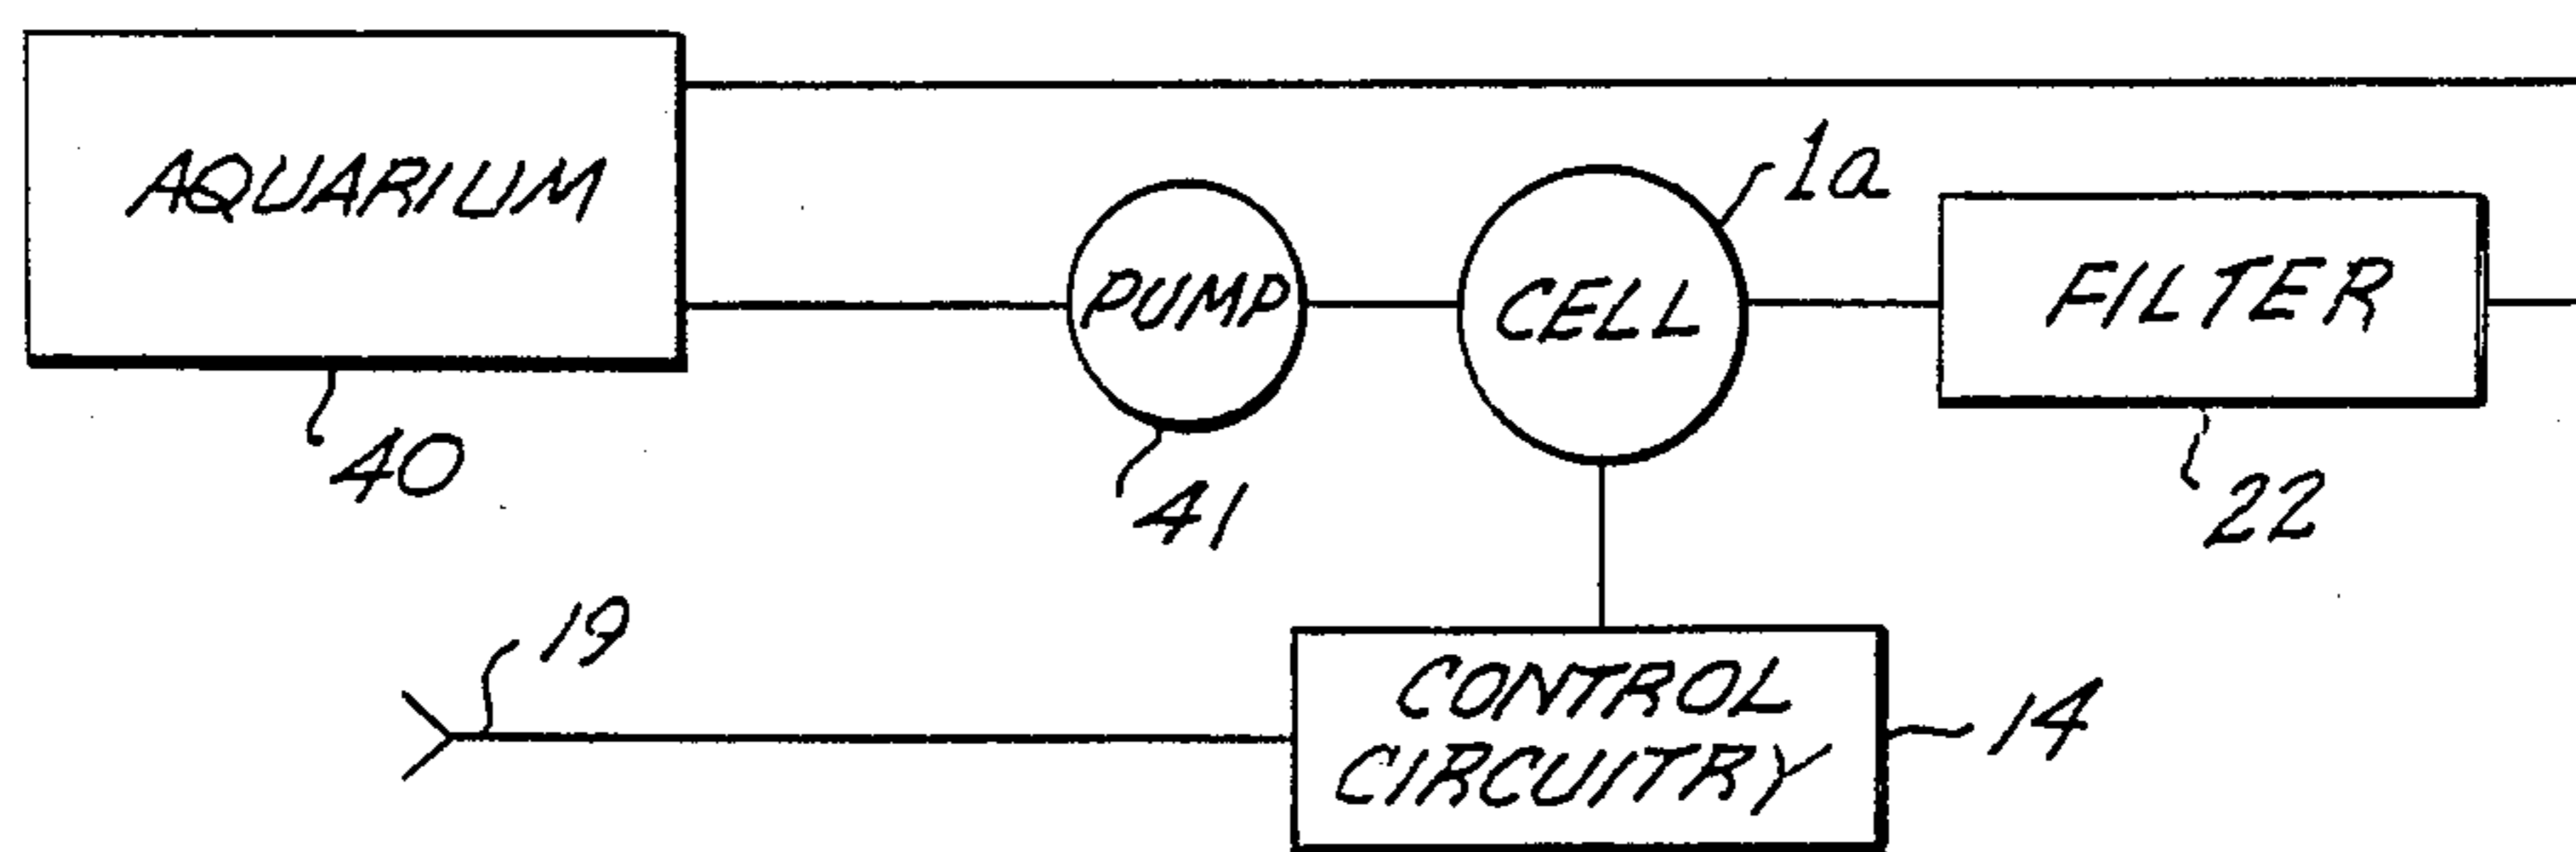 AQUARIUM
PUMP
CELL
1a
FILTER
40
41
22
19
CONTROL
CIRCUITRY
14